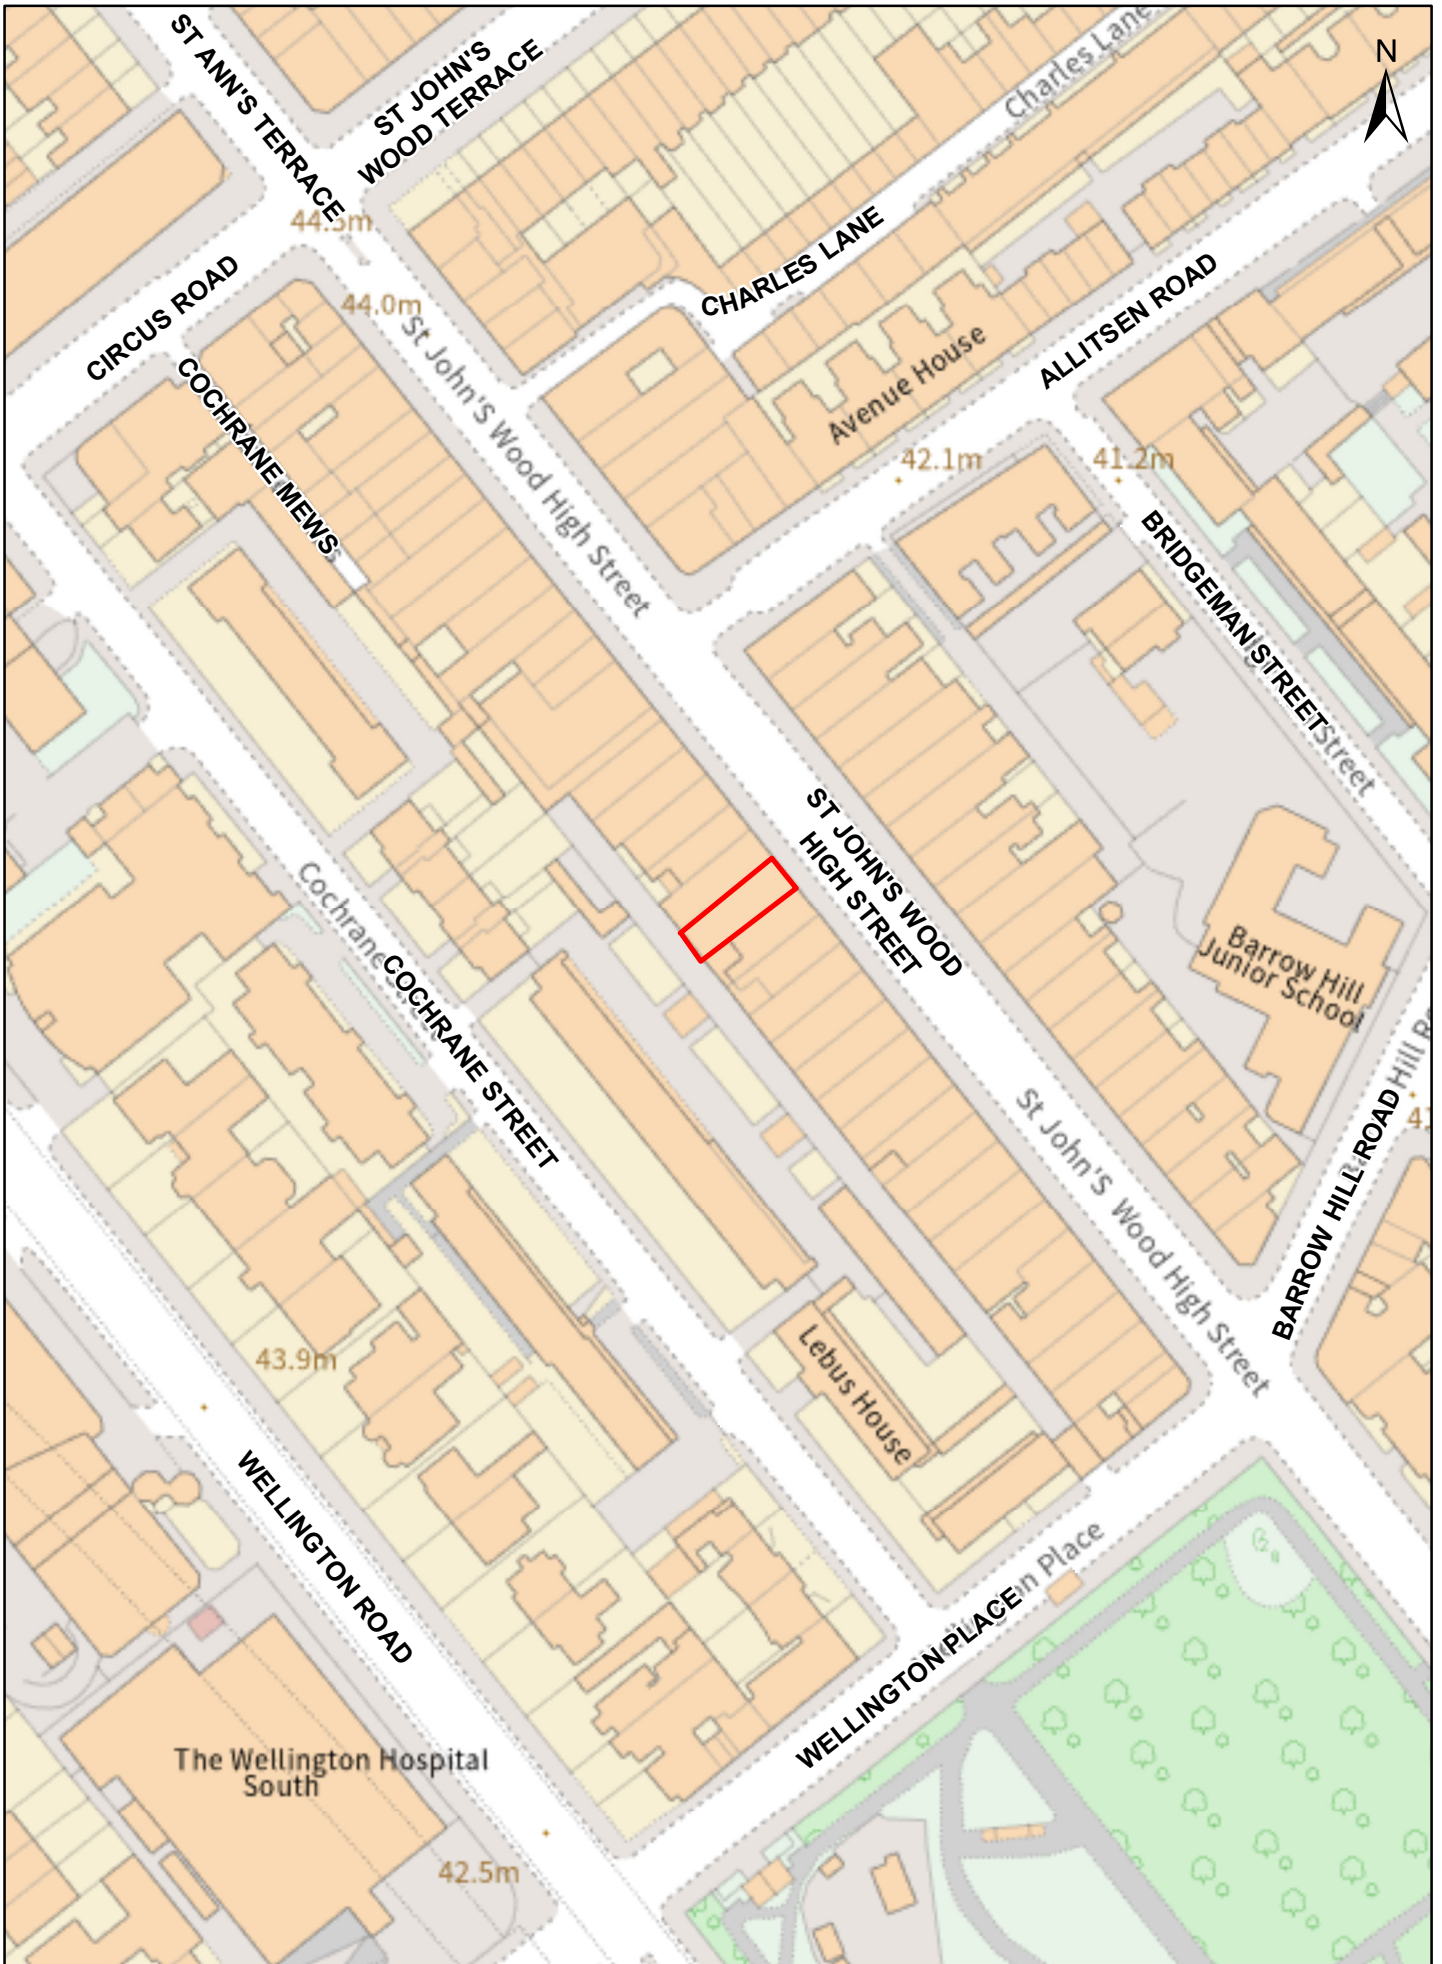 ST ANN'S TERRACE
ST JOHN'S
WOOD TERRACE
Charles Lane
N
44.5m
CIRCUS ROAD
44.0m
CHARLES LANE
ALLITSEN ROAD
COCHRANE MEWS
St John'S Wood High Street
Avenue House
42.1m
41.2m
BRIDGEMAN STREET
Street
ST JOHN'S WOOD
HIGH STREET
Cochrane
COCHRANE STREET
Barrow Hill
Junior School
Hill R
BARROW HILL ROAD
St John'S Wood High Street
Lebus House
43.9m
WELLINGTON ROAD
Place
WELLINGTON PLACE
The Wellington Hospital
South
42.5m